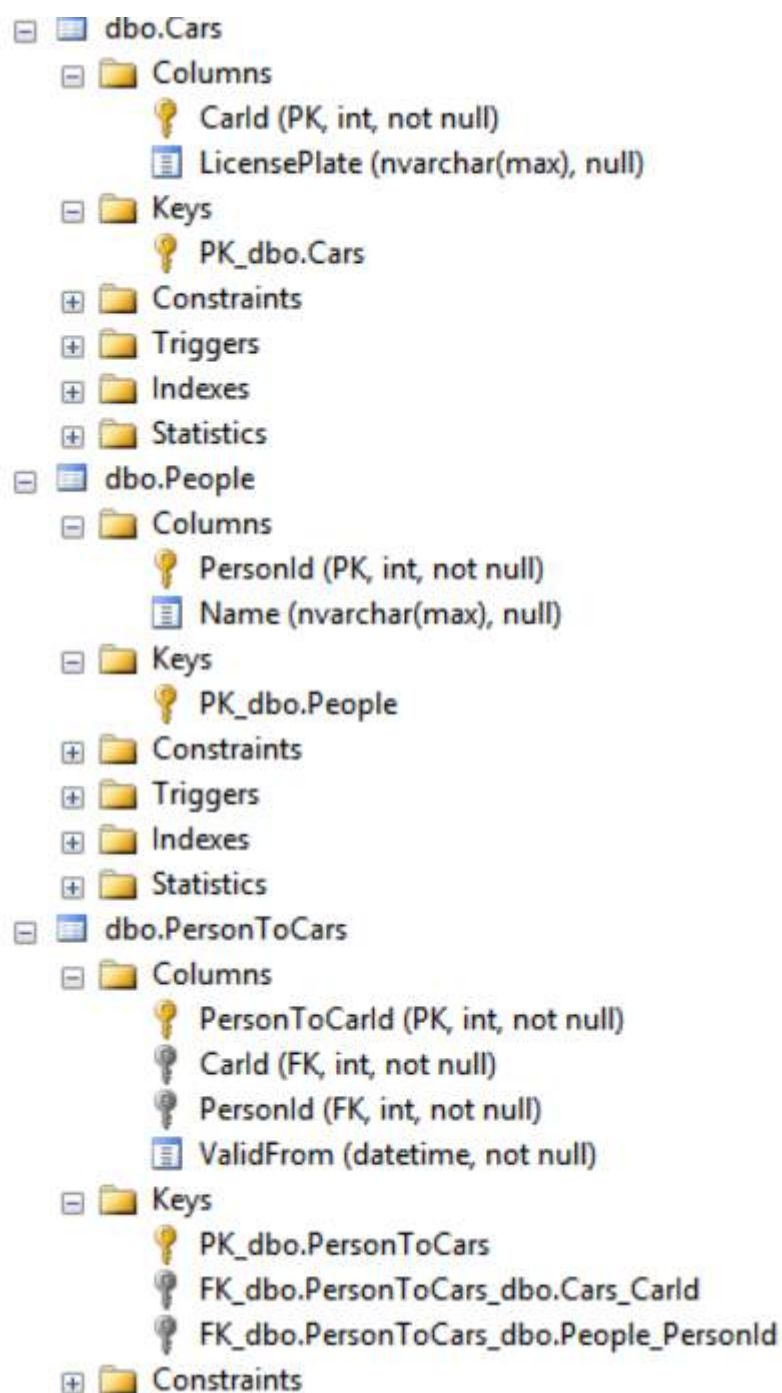 dbo.Cars
Columns
CarId (PK, int, not null)
LicensePlate (nvarchar(max), null)
Keys
PK_dbo.Cars
Constraints
Triggers
Indexes
Statistics
dbo.People
Columns
PersonId (PK, int, not null)
Name (nvarchar(max), null)
Keys
PK_dbo.People
Constraints
Triggers
Indexes
Statistics
dbo.PersonToCars
Columns
PersonToCarId (PK, int, not null)
CarId (FK, int, not null)
PersonId (FK, int, not null)
ValidFrom (datetime, not null)
Keys
PK_dbo.PersonToCars
FK_dbo.PersonToCars_dbo.Cars_CarId
FK_dbo.PersonToCars_dbo.People_PersonId
Constraints